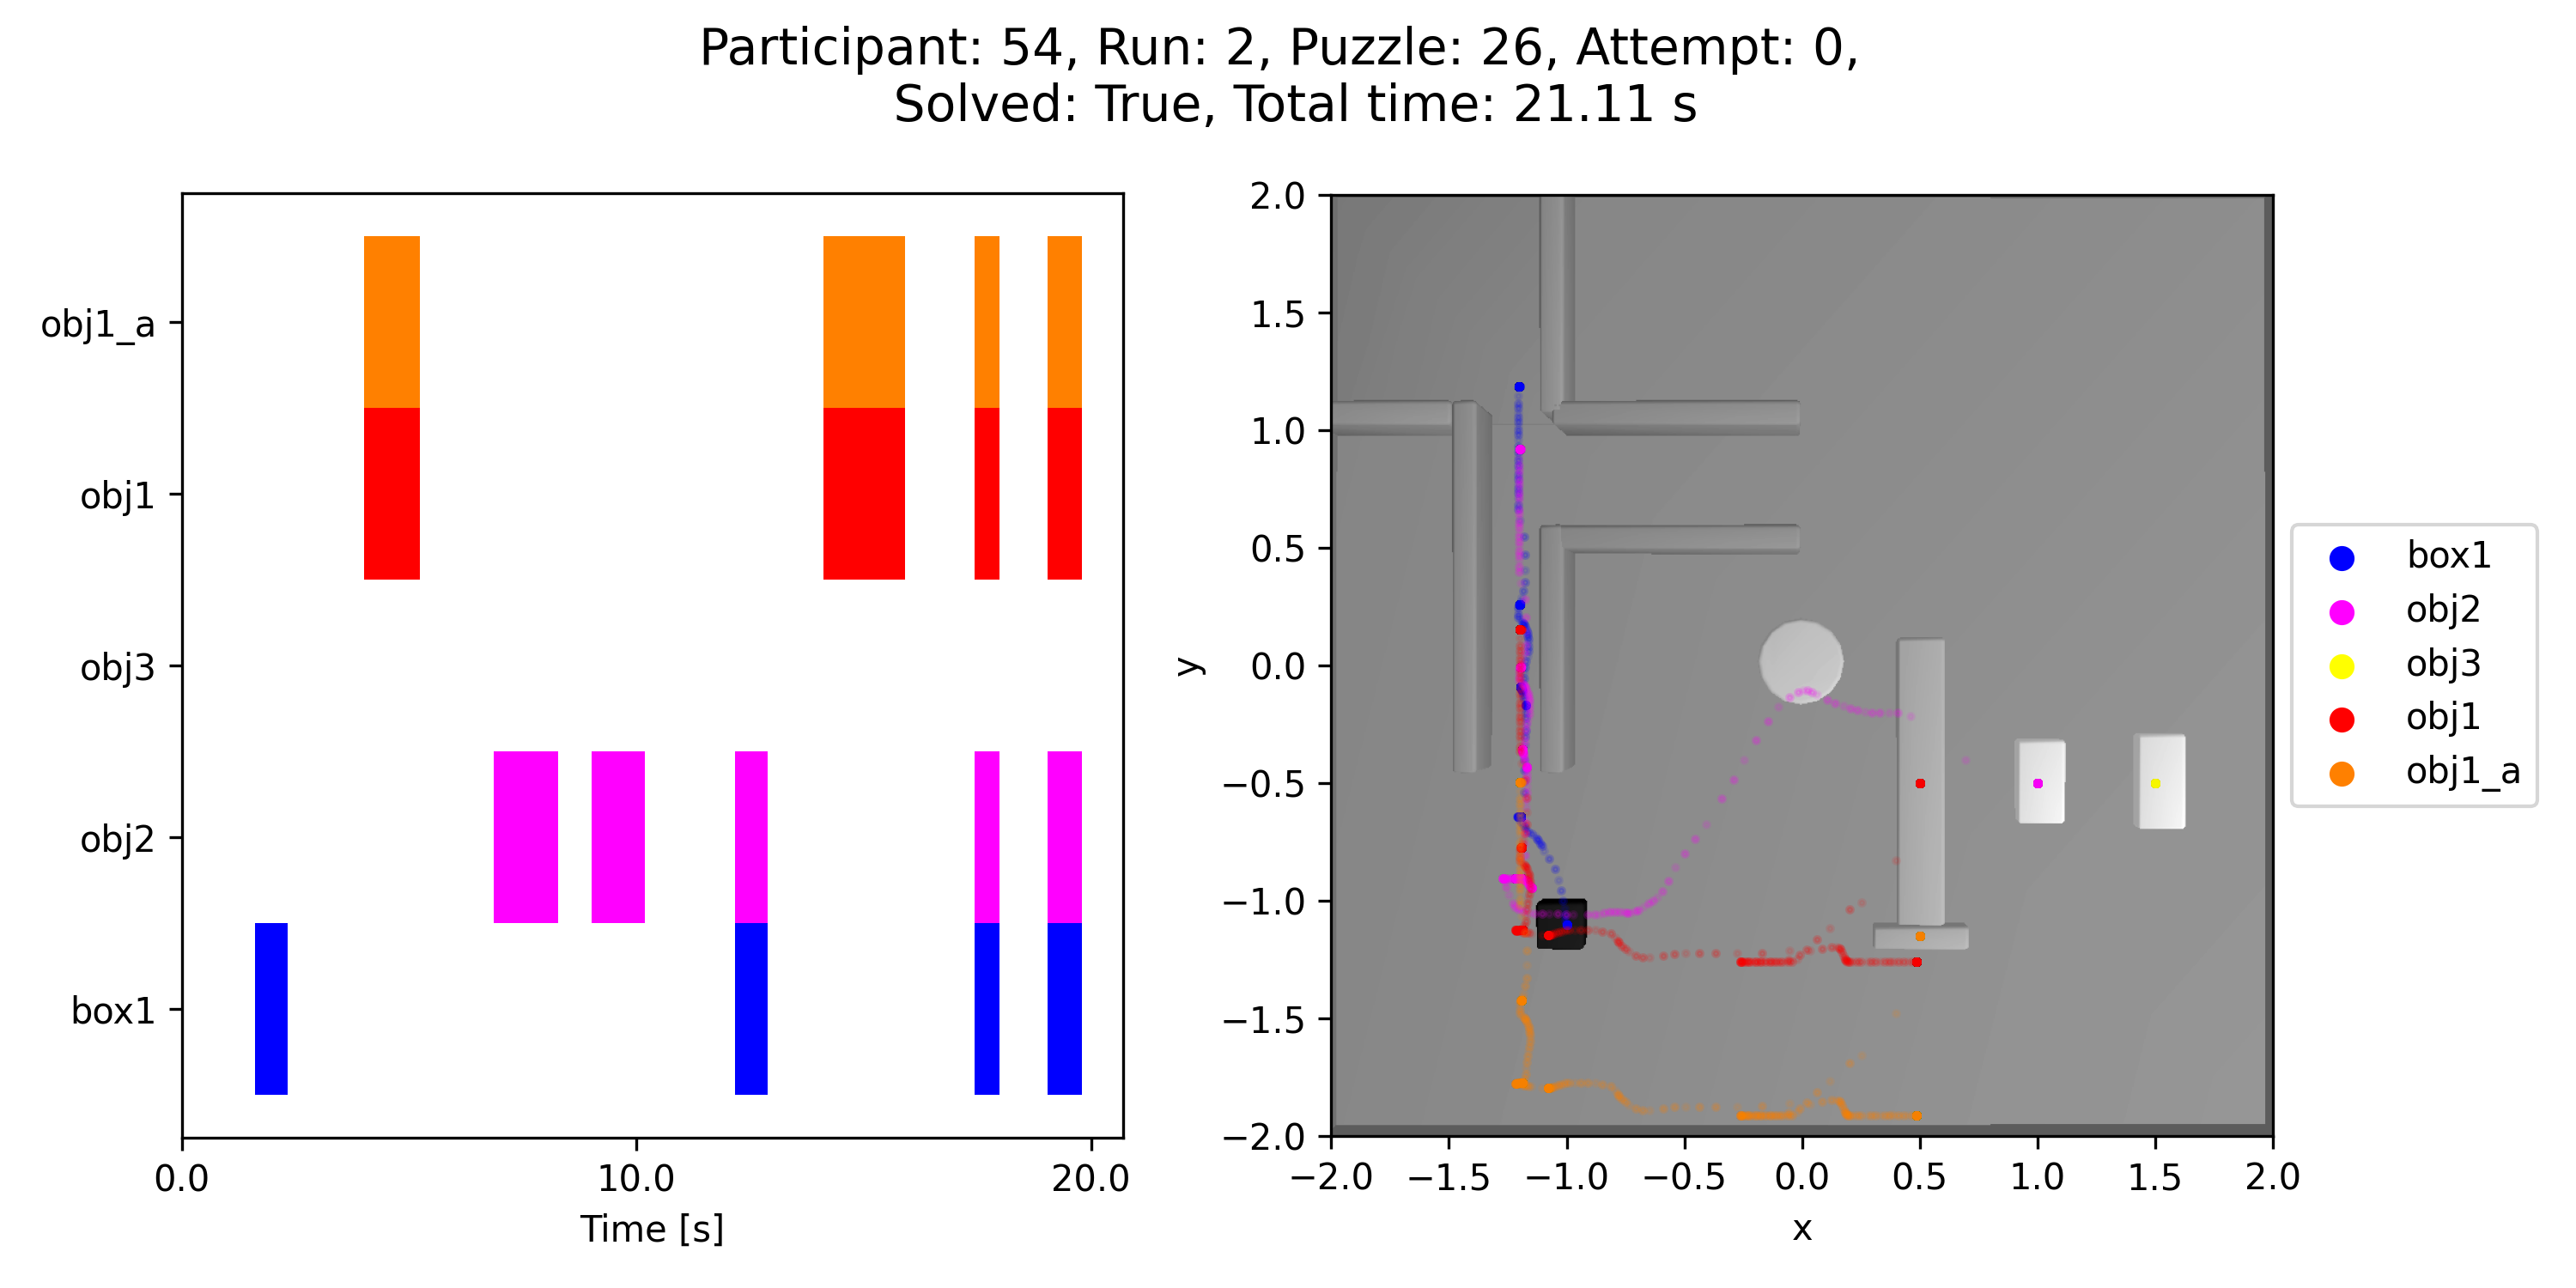 Participant: 54, Run: 2, Puzzle: 26, Attempt: 0,
Solved: True, Total time: 21.11 s
obj1_a
obj1
obj3
obj2
box1
0.0
10.0
20.0
Time [s]
2.0
1.5
1.0
0.5
0.0
−0.5
−1.0
−1.5
−2.0
y
−2.0
−1.5
−1.0
−0.5
0.0
0.5
1.0
1.5
2.0
x
box1
obj2
obj3
obj1
obj1_a